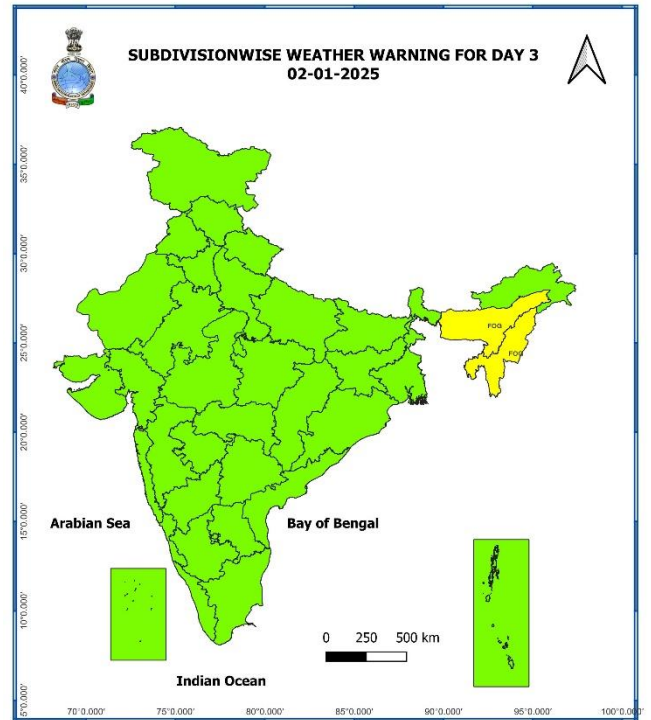 SUBDIVISIONWISE WEATHER WARNING FOR DAY 3
02-01-2025
40°0.000'
35°0.000'
30°0.000'
25°0.000'
20°0.000'
15°0.000'
10°0.000'
5°0.000'
FOG
FOG
Arabian Sea
Bay of Bengal
0 250 500 km
Indian Ocean
70°0.000' 75°0.000' 80°0.000' 85°0.000' 90°0.000' 95°0.000' 100°0.000'